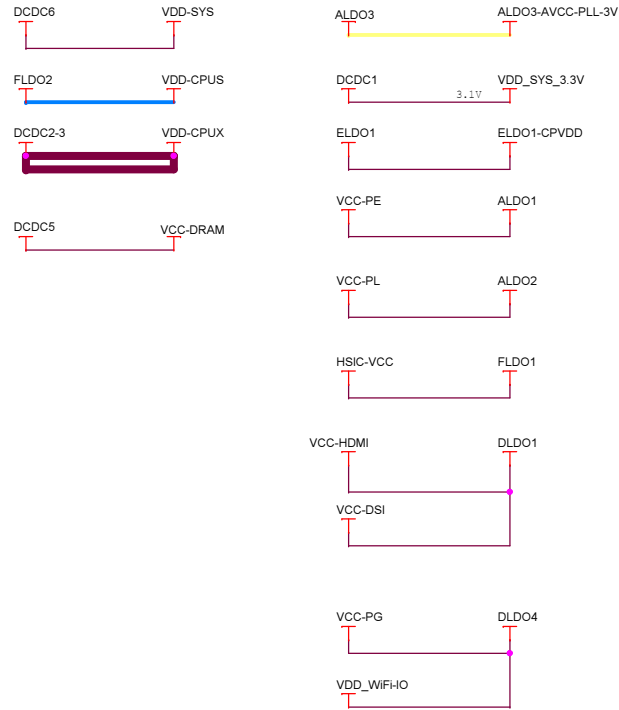 DCDC6 VDD-SYS
FLDO2 VDD-CPUS
DCDC2-3 VDD-CPUX
DCDC5 VCC-DRAM
ALDO3 ALDO3-AVCC-PLL-3V
DCDC1 VDD_SYS_3.3V
3.1V
ELDO1 ELDO1-CPVDD
VCC-PE ALDO1
VCC-PL ALDO2
HSIC-VCC FLDO1
VCC-HDMI DLDO1
VCC-DSI
VCC-PG DLDO4
VDD_WiFi-IO